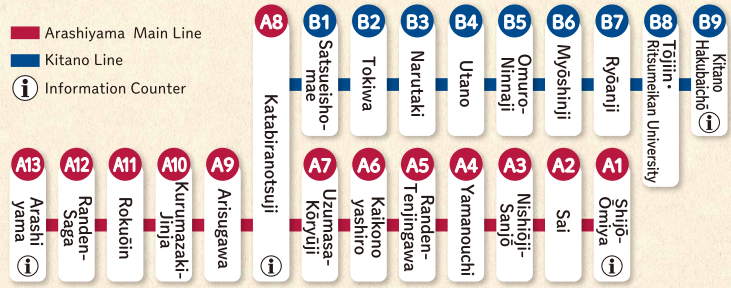 Arashiyama Main Line
Kitano Line
i Information Counter
A8
Katabiranotsuji
i
B1
Satsueisho-
mae
B2
Tokiwa
B3
Narutaki
B4
Utano
B5
Omuro-
Ninnaji
B6
Myōshinji
B7
Ryōanji
B8
Tōjiin・
Ritsumeikan University
B9
Kitano
Hakubaichō
i
A13
Arashi
yama
i
A12
Randen-
Saga
A11
Rokuōin
A10
Kurumazaki-
Jinja
A9
Arisugawa
A7
Uzumasa-
Kōryūji
A6
Kaikono
yashiro
A5
Randen-
Tenjingawa
A4
Yamanouchi
A3
Nishiōji-
Sanjō
A2
Sai
A1
Shijō-
Ōmiya
i